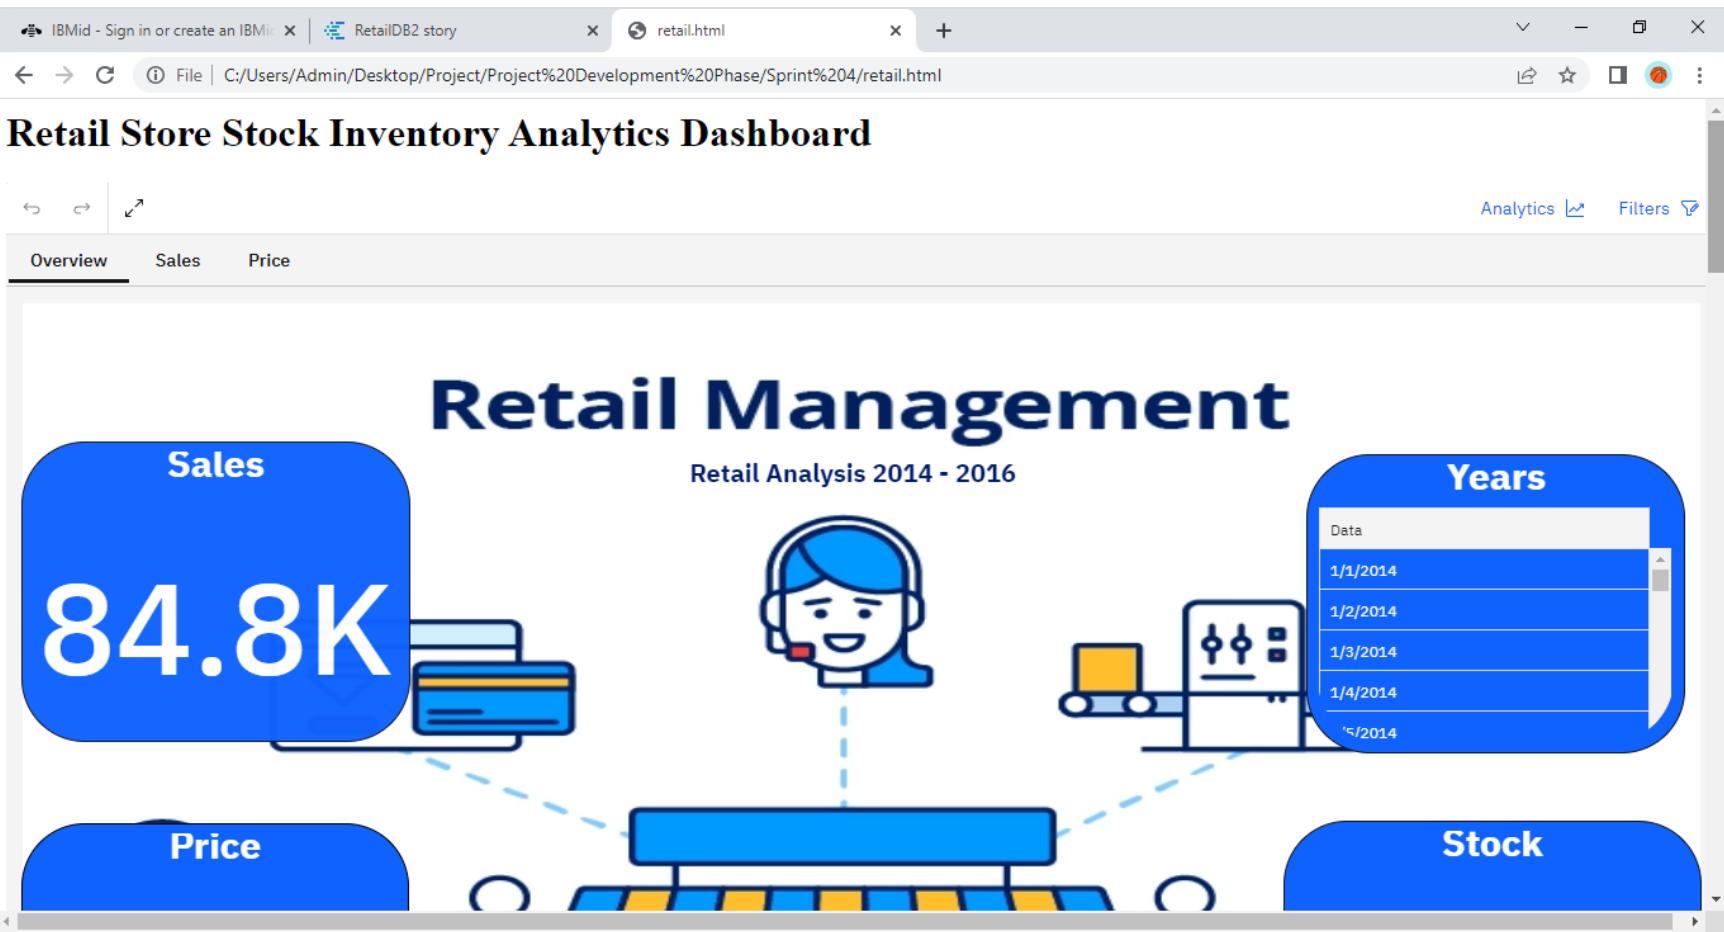 IBMid - Sign in or create an IBMi
RetailDB2 story
retail.html
File
C:/Users/Admin/Desktop/Project/Project%20Development%20Phase/Sprint%204/retail.html
Retail Store Stock Inventory Analytics Dashboard
Analytics
Filters
Overview
Sales
Price
Retail Management
Retail Analysis 2014 - 2016
Sales
84.8K
Years
Data
1/1/2014
1/2/2014
1/3/2014
1/4/2014
/5/2014
Price
Stock